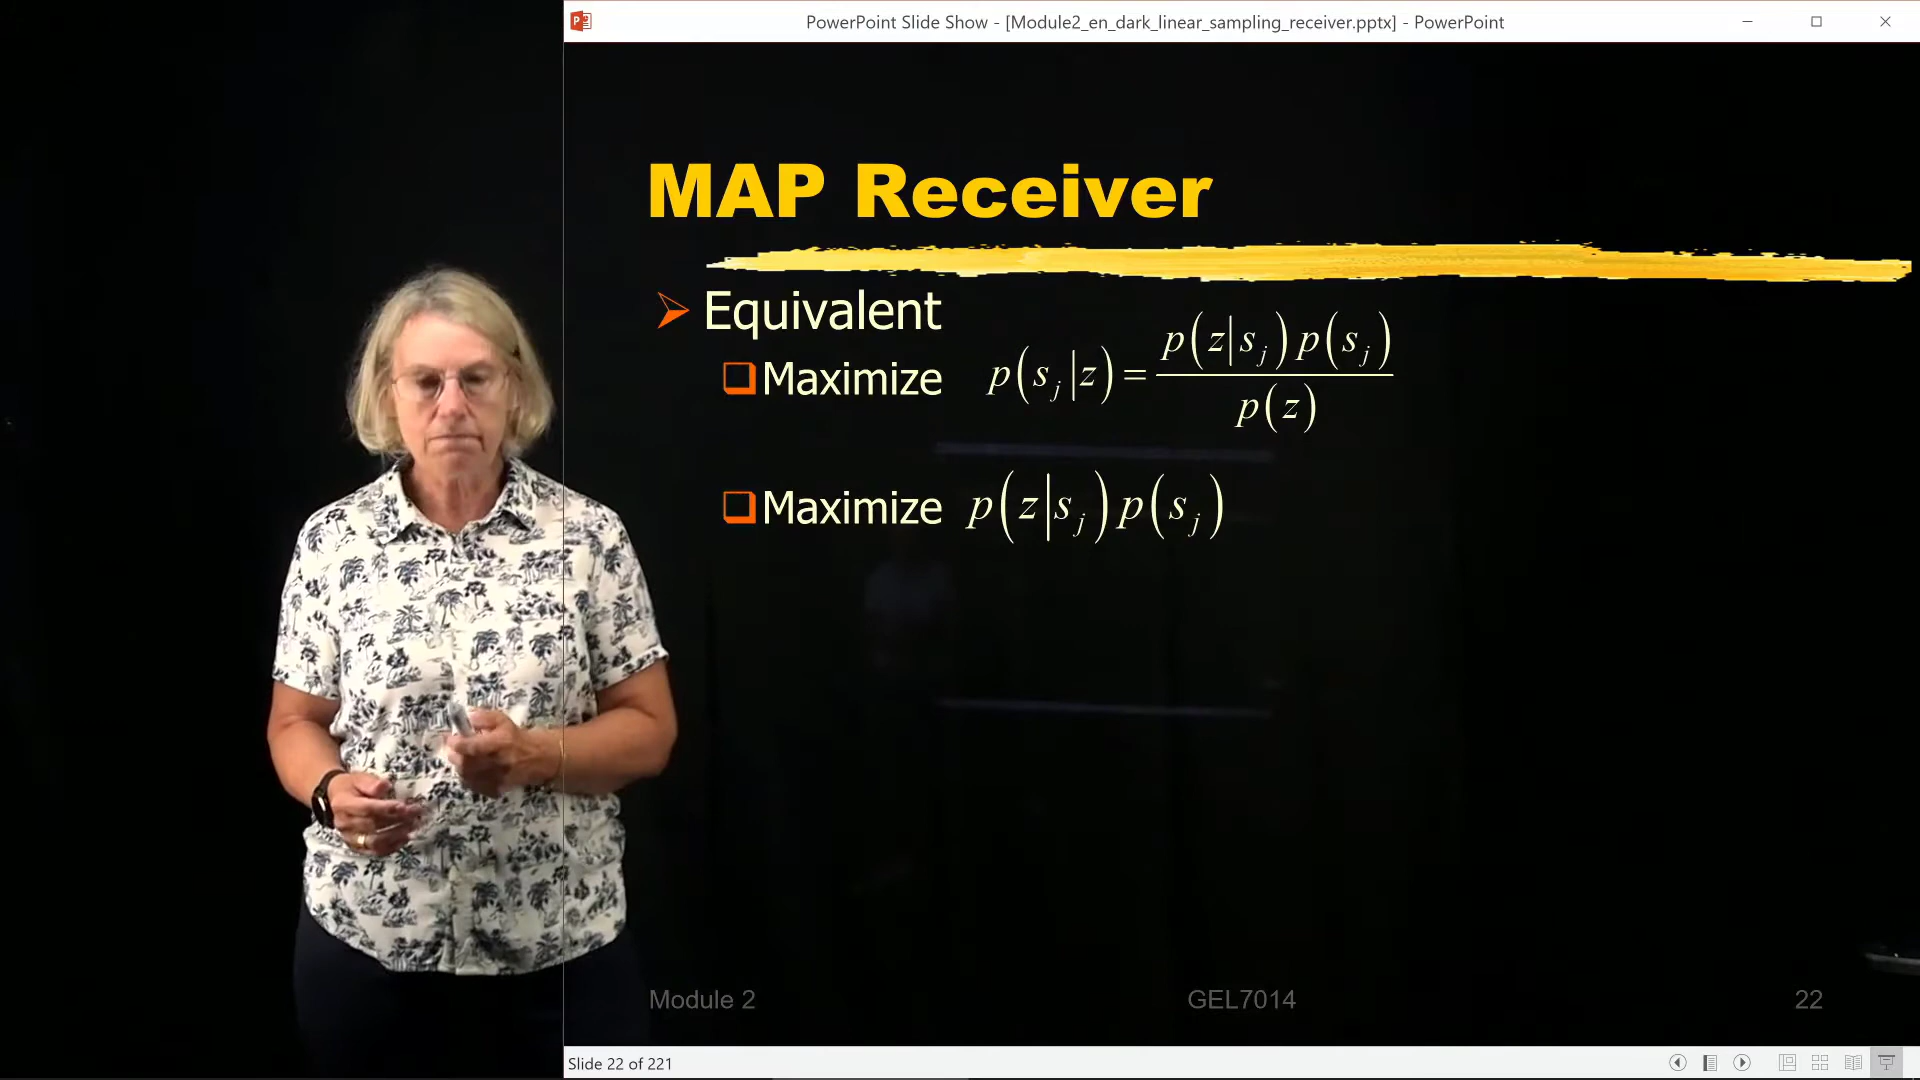 PowerPoint Slide Show - [Module2_en_dark_linear_sampling_receiver.pptx] - PowerPoint
MAP Receiver
Equivalent
Maximize p(s_j|z) = p(z|s_j) p(s_j) / p(z)
Maximize p(z|s_j) p(s_j)
Module 2 GEL7014 22
Slide 22 of 221